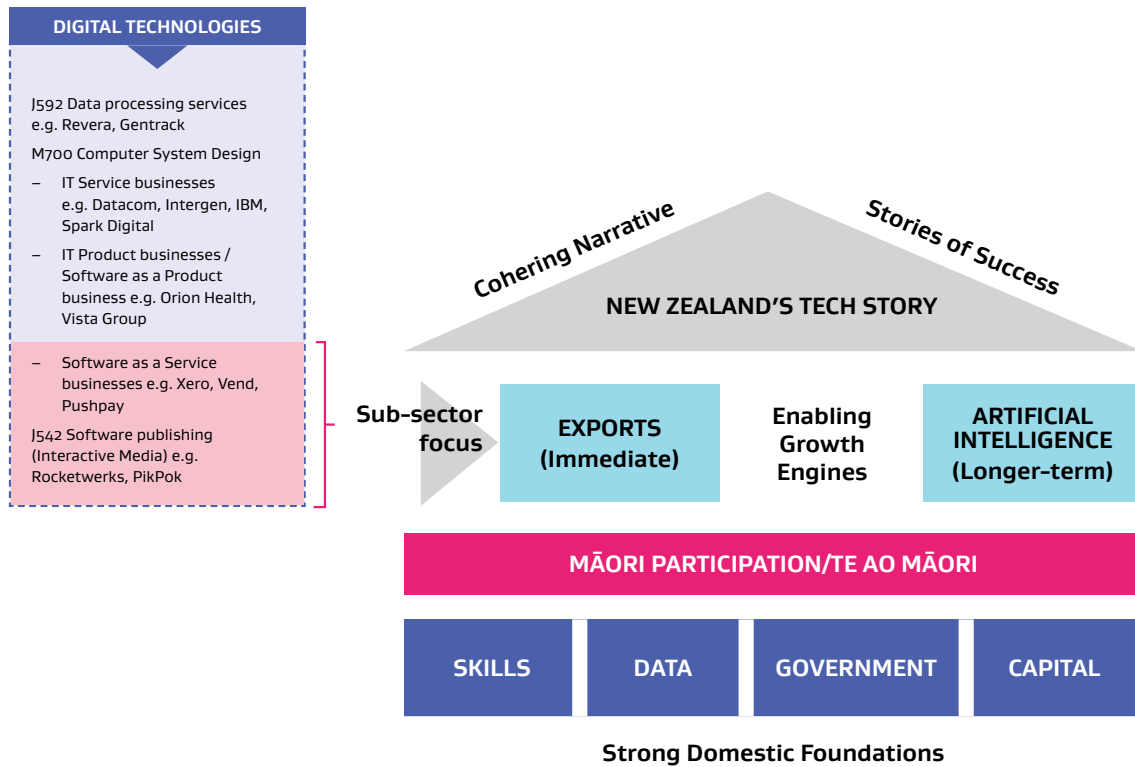 DIGITAL TECHNOLOGIES
J592 Data processing services
e.g. Revera, Gentrack
M700 Computer System Design
– IT Service businesses
e.g. Datacom, Intergen, IBM,
Spark Digital
– IT Product businesses /
Software as a Product
business e.g. Orion Health,
Vista Group
– Software as a Service
businesses e.g. Xero, Vend,
Pushpay
J542 Software publishing
(Interactive Media) e.g.
Rocketwerks, PikPok
Cohering Narrative
Stories of Success
NEW ZEALAND'S TECH STORY
Sub-sector
focus
EXPORTS
(Immediate)
Enabling
Growth
Engines
ARTIFICIAL
INTELLIGENCE
(Longer-term)
MĀORI PARTICIPATION/TE AO MĀORI
SKILLS
DATA
GOVERNMENT
CAPITAL
Strong Domestic Foundations